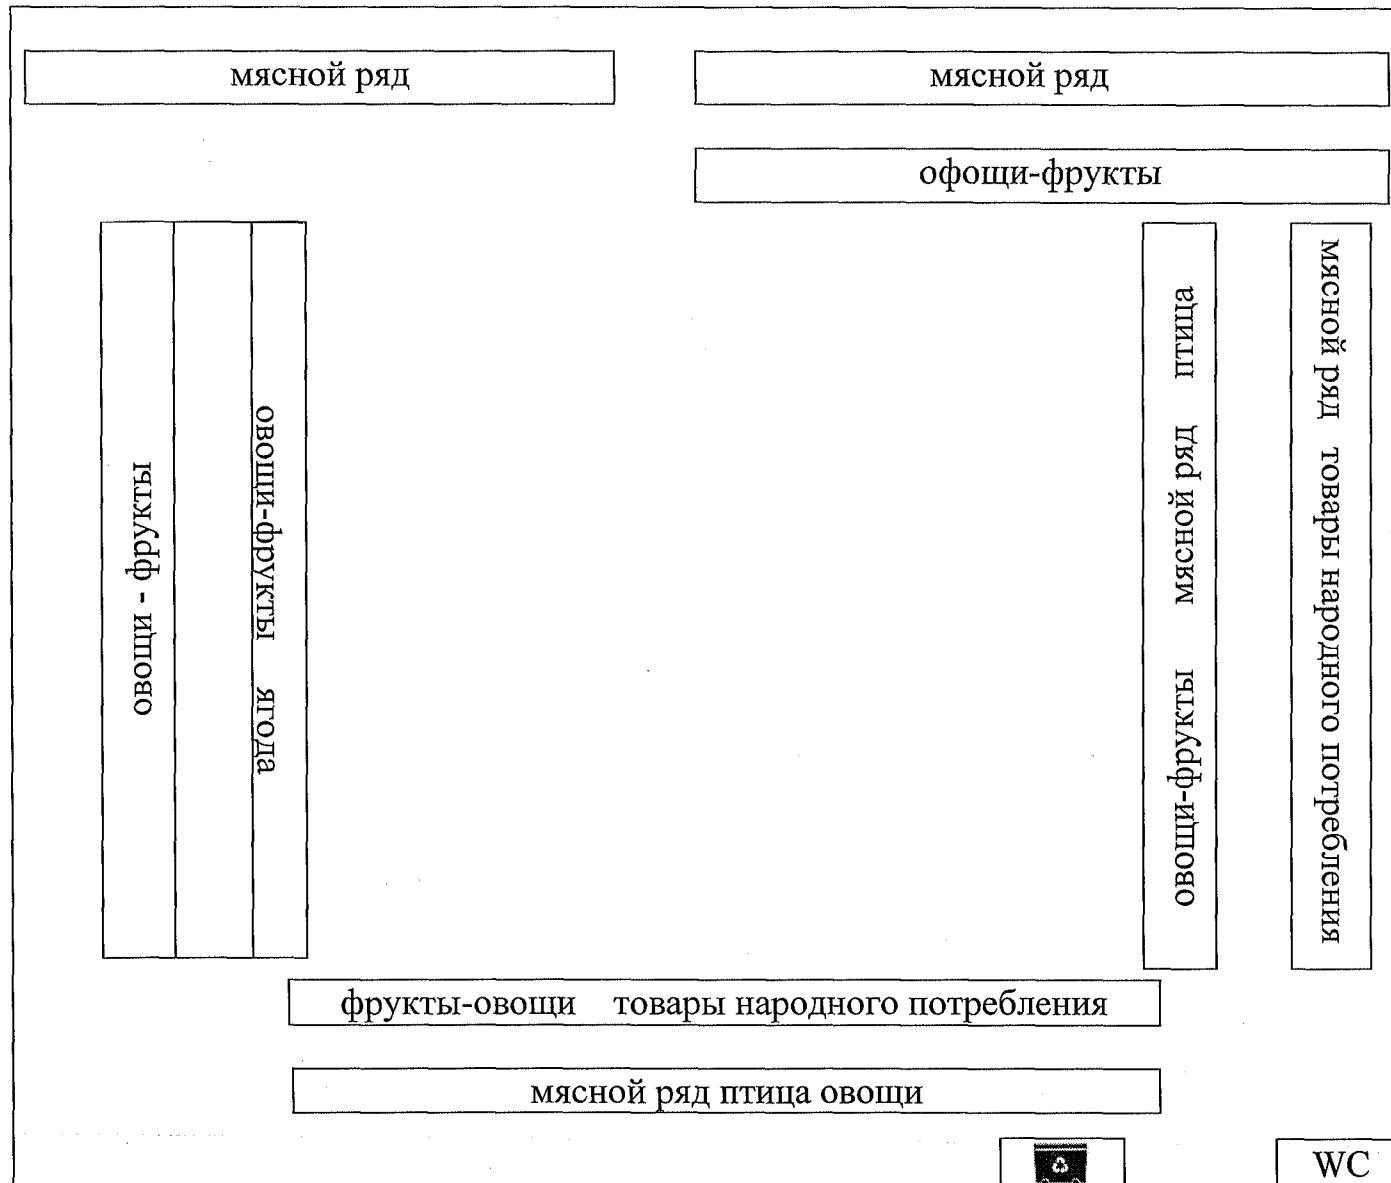 мясной ряд
мясной ряд
офощи-фрукты
овощи - фрукты
овощи-фрукты ягода
овощи-фрукты мясной ряд птица
мясной ряд товары народного потребления
фрукты-овощи товары народного потребления
мясной ряд птица овощи
WC